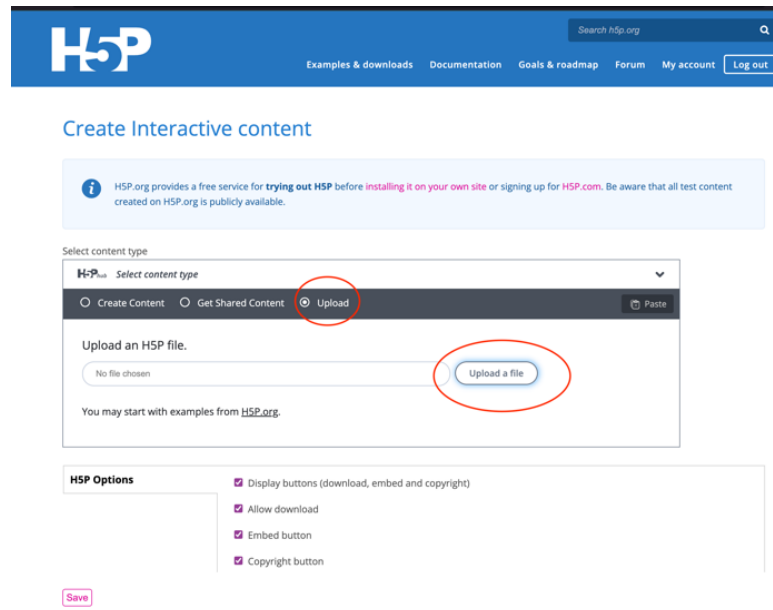 Search h5p.org
H5P
Examples & downloads Documentation Goals & roadmap Forum My account Log out
Create Interactive content
i H5P.org provides a free service for trying out H5P before installing it on your own site or signing up for H5P.com. Be aware that all test content
created on H5P.org is publicly available.
Select content type
H5P hub Select content type
Create Content Get Shared Content Upload Paste
Upload an H5P file.
No file chosen Upload a file
You may start with examples from H5P.org.
H5P Options
Display buttons (download, embed and copyright)
Allow download
Embed button
Copyright button
Save